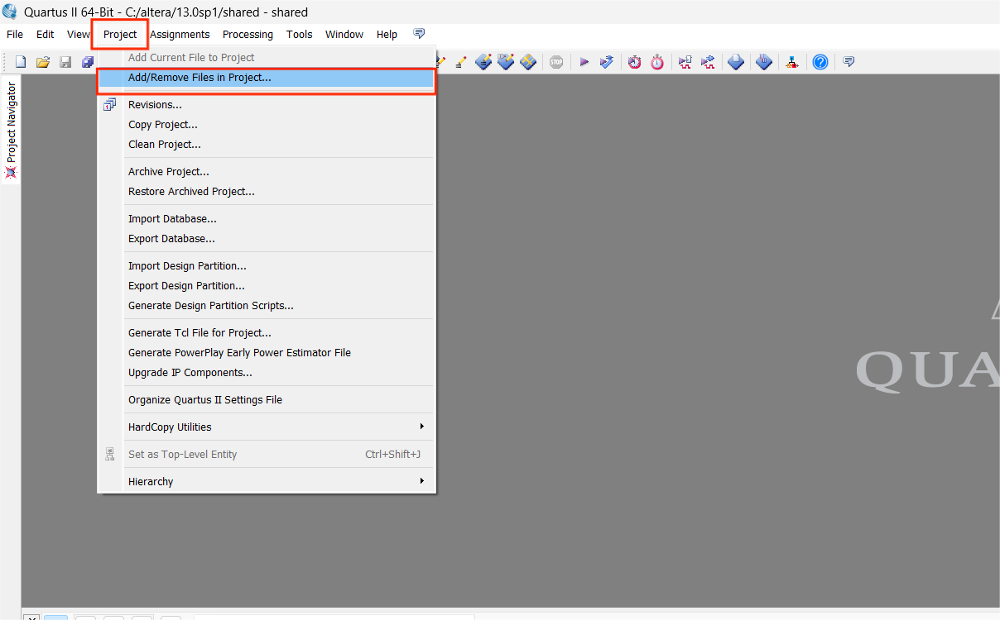 Quartus II 64-Bit - C:/altera/13.0sp1/shared - shared
File Edit View Project Assignments Processing Tools Window Help
STOP
Project Navigator
Add Current File to Project
Add/Remove Files in Project...
Revisions...
Copy Project...
Clean Project...
Archive Project...
Restore Archived Project...
Import Database...
Export Database...
Import Design Partition...
Export Design Partition...
Generate Design Partition Scripts...
Generate Tcl File for Project...
Generate PowerPlay Early Power Estimator File
Upgrade IP Components...
Organize Quartus II Settings File
HardCopy Utilities
Set as Top-Level Entity Ctrl+Shift+J
Hierarchy
QUA